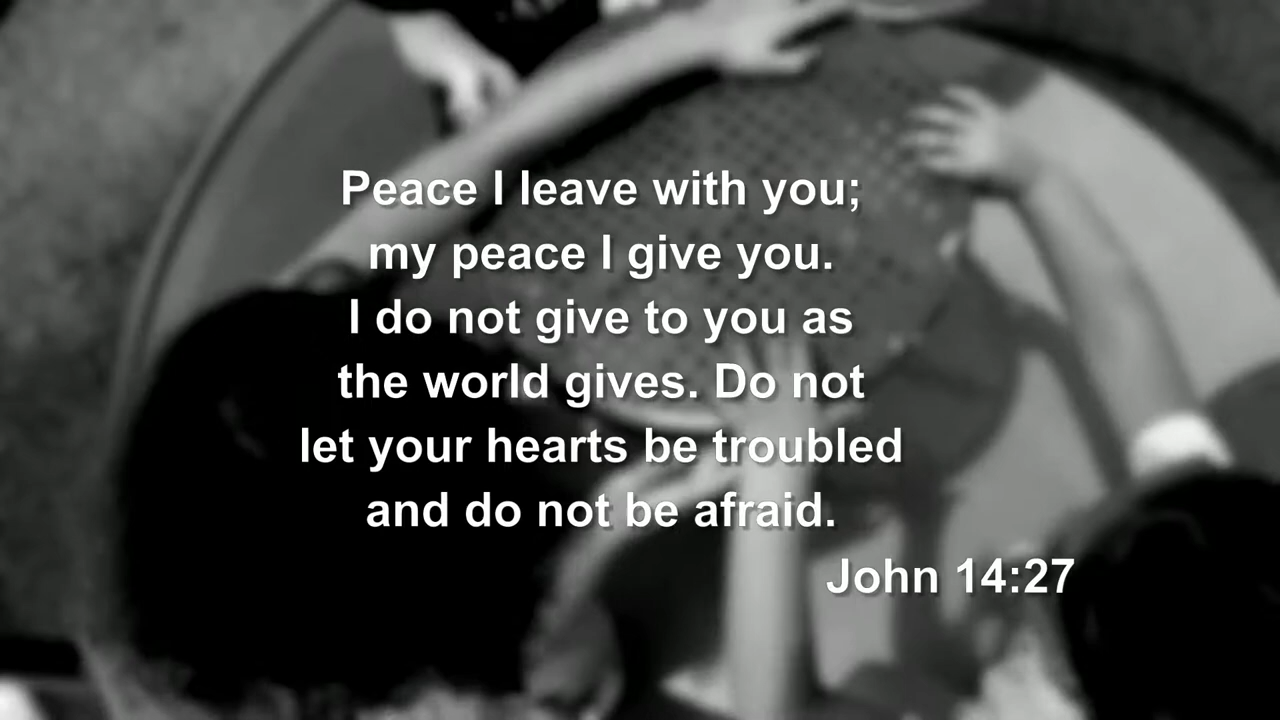 Peace I leave with you;
my peace I give you.
I do not give to you as
the world gives. Do not
let your hearts be troubled
and do not be afraid.
John 14:27